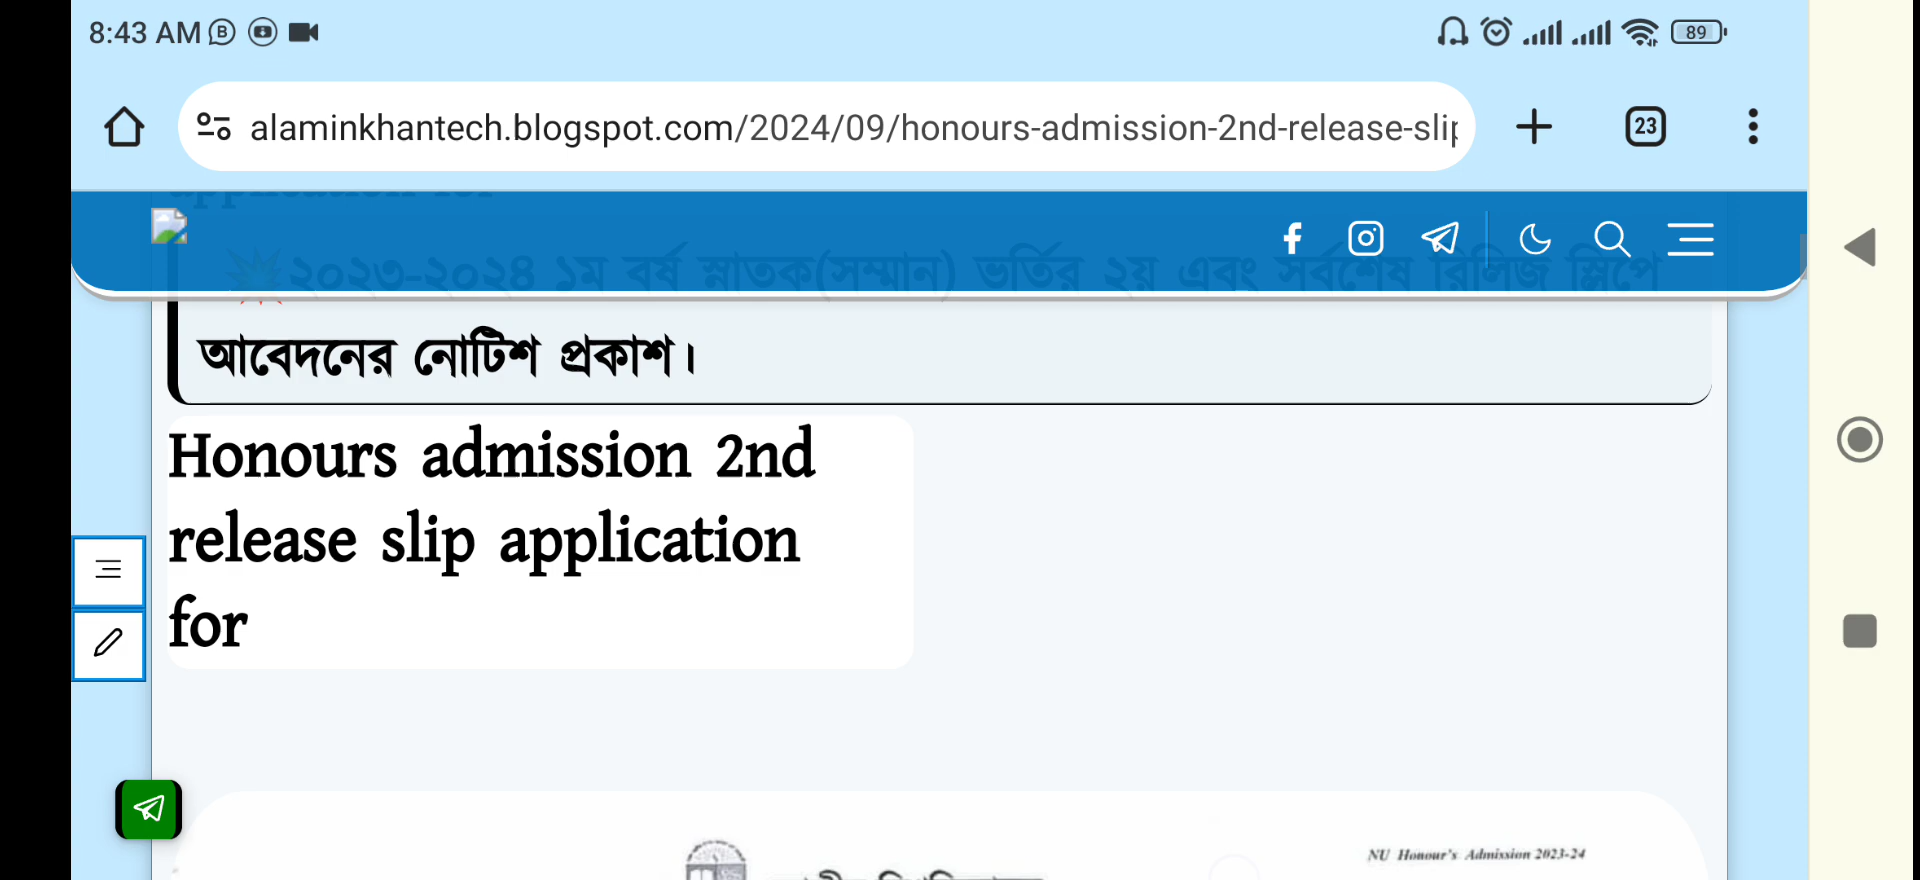 8:43 AM
89
alaminkhantech.blogspot.com/2024/09/honours-admission-2nd-release-slip
23
application for
২০২৩-২০২৪ ১ম বর্ষ স্নাতক(সম্মান) ভর্তির ২য় এবং সর্বশেষ রিলিজ স্লিপে
আবেদনের নোটিশ প্রকাশ।
Honours admission 2nd
release slip application
for
NU Honour's Admission 2023-24